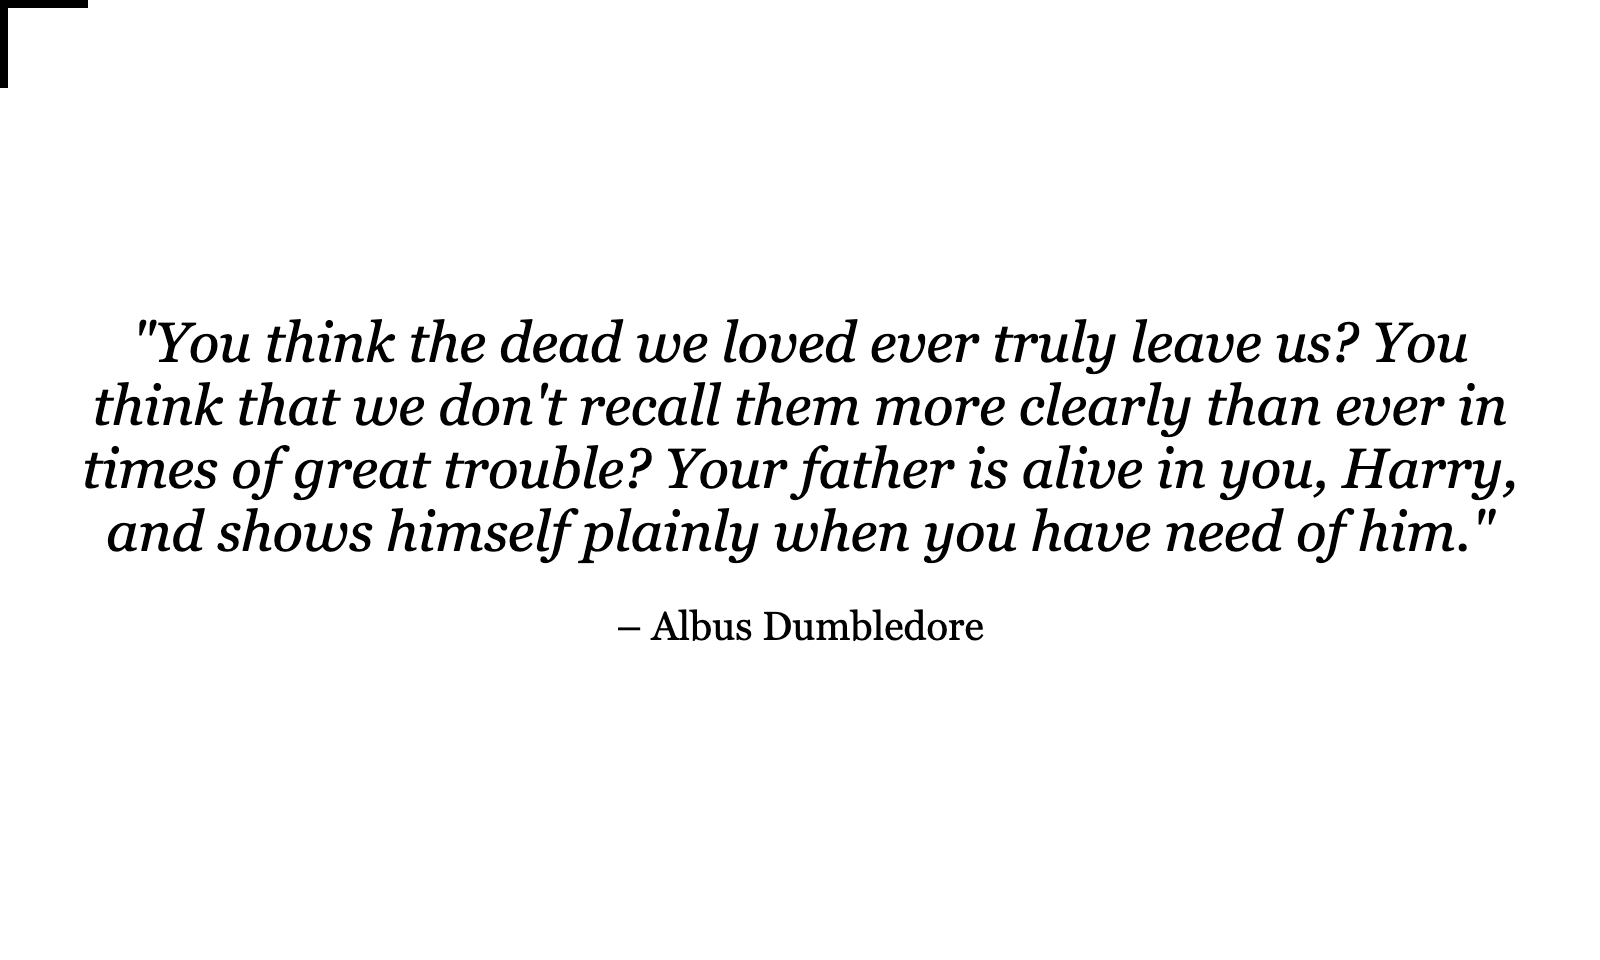 "You think the dead we loved ever truly leave us? You
think that we don't recall them more clearly than ever in
times of great trouble? Your father is alive in you, Harry,
and shows himself plainly when you have need of him."
– Albus Dumbledore